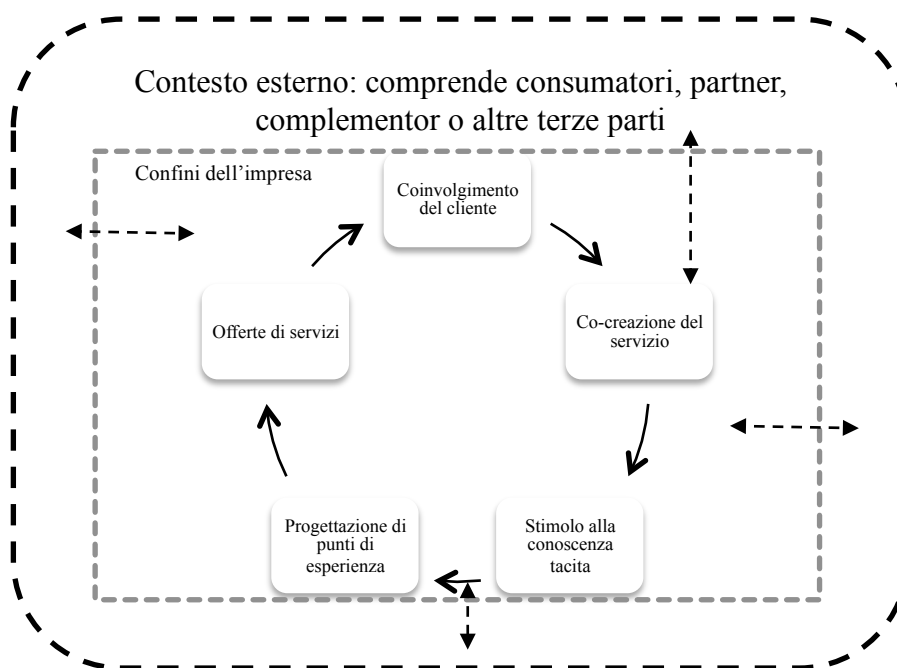 Contesto esterno: comprende consumatori, partner,
complementor o altre terze parti
Confini dell'impresa
Coinvolgimento
del cliente
Offerte di servizi
Co-creazione del
servizio
Progettazione di
punti di
esperienza
Stimolo alla
conoscenza
tacita